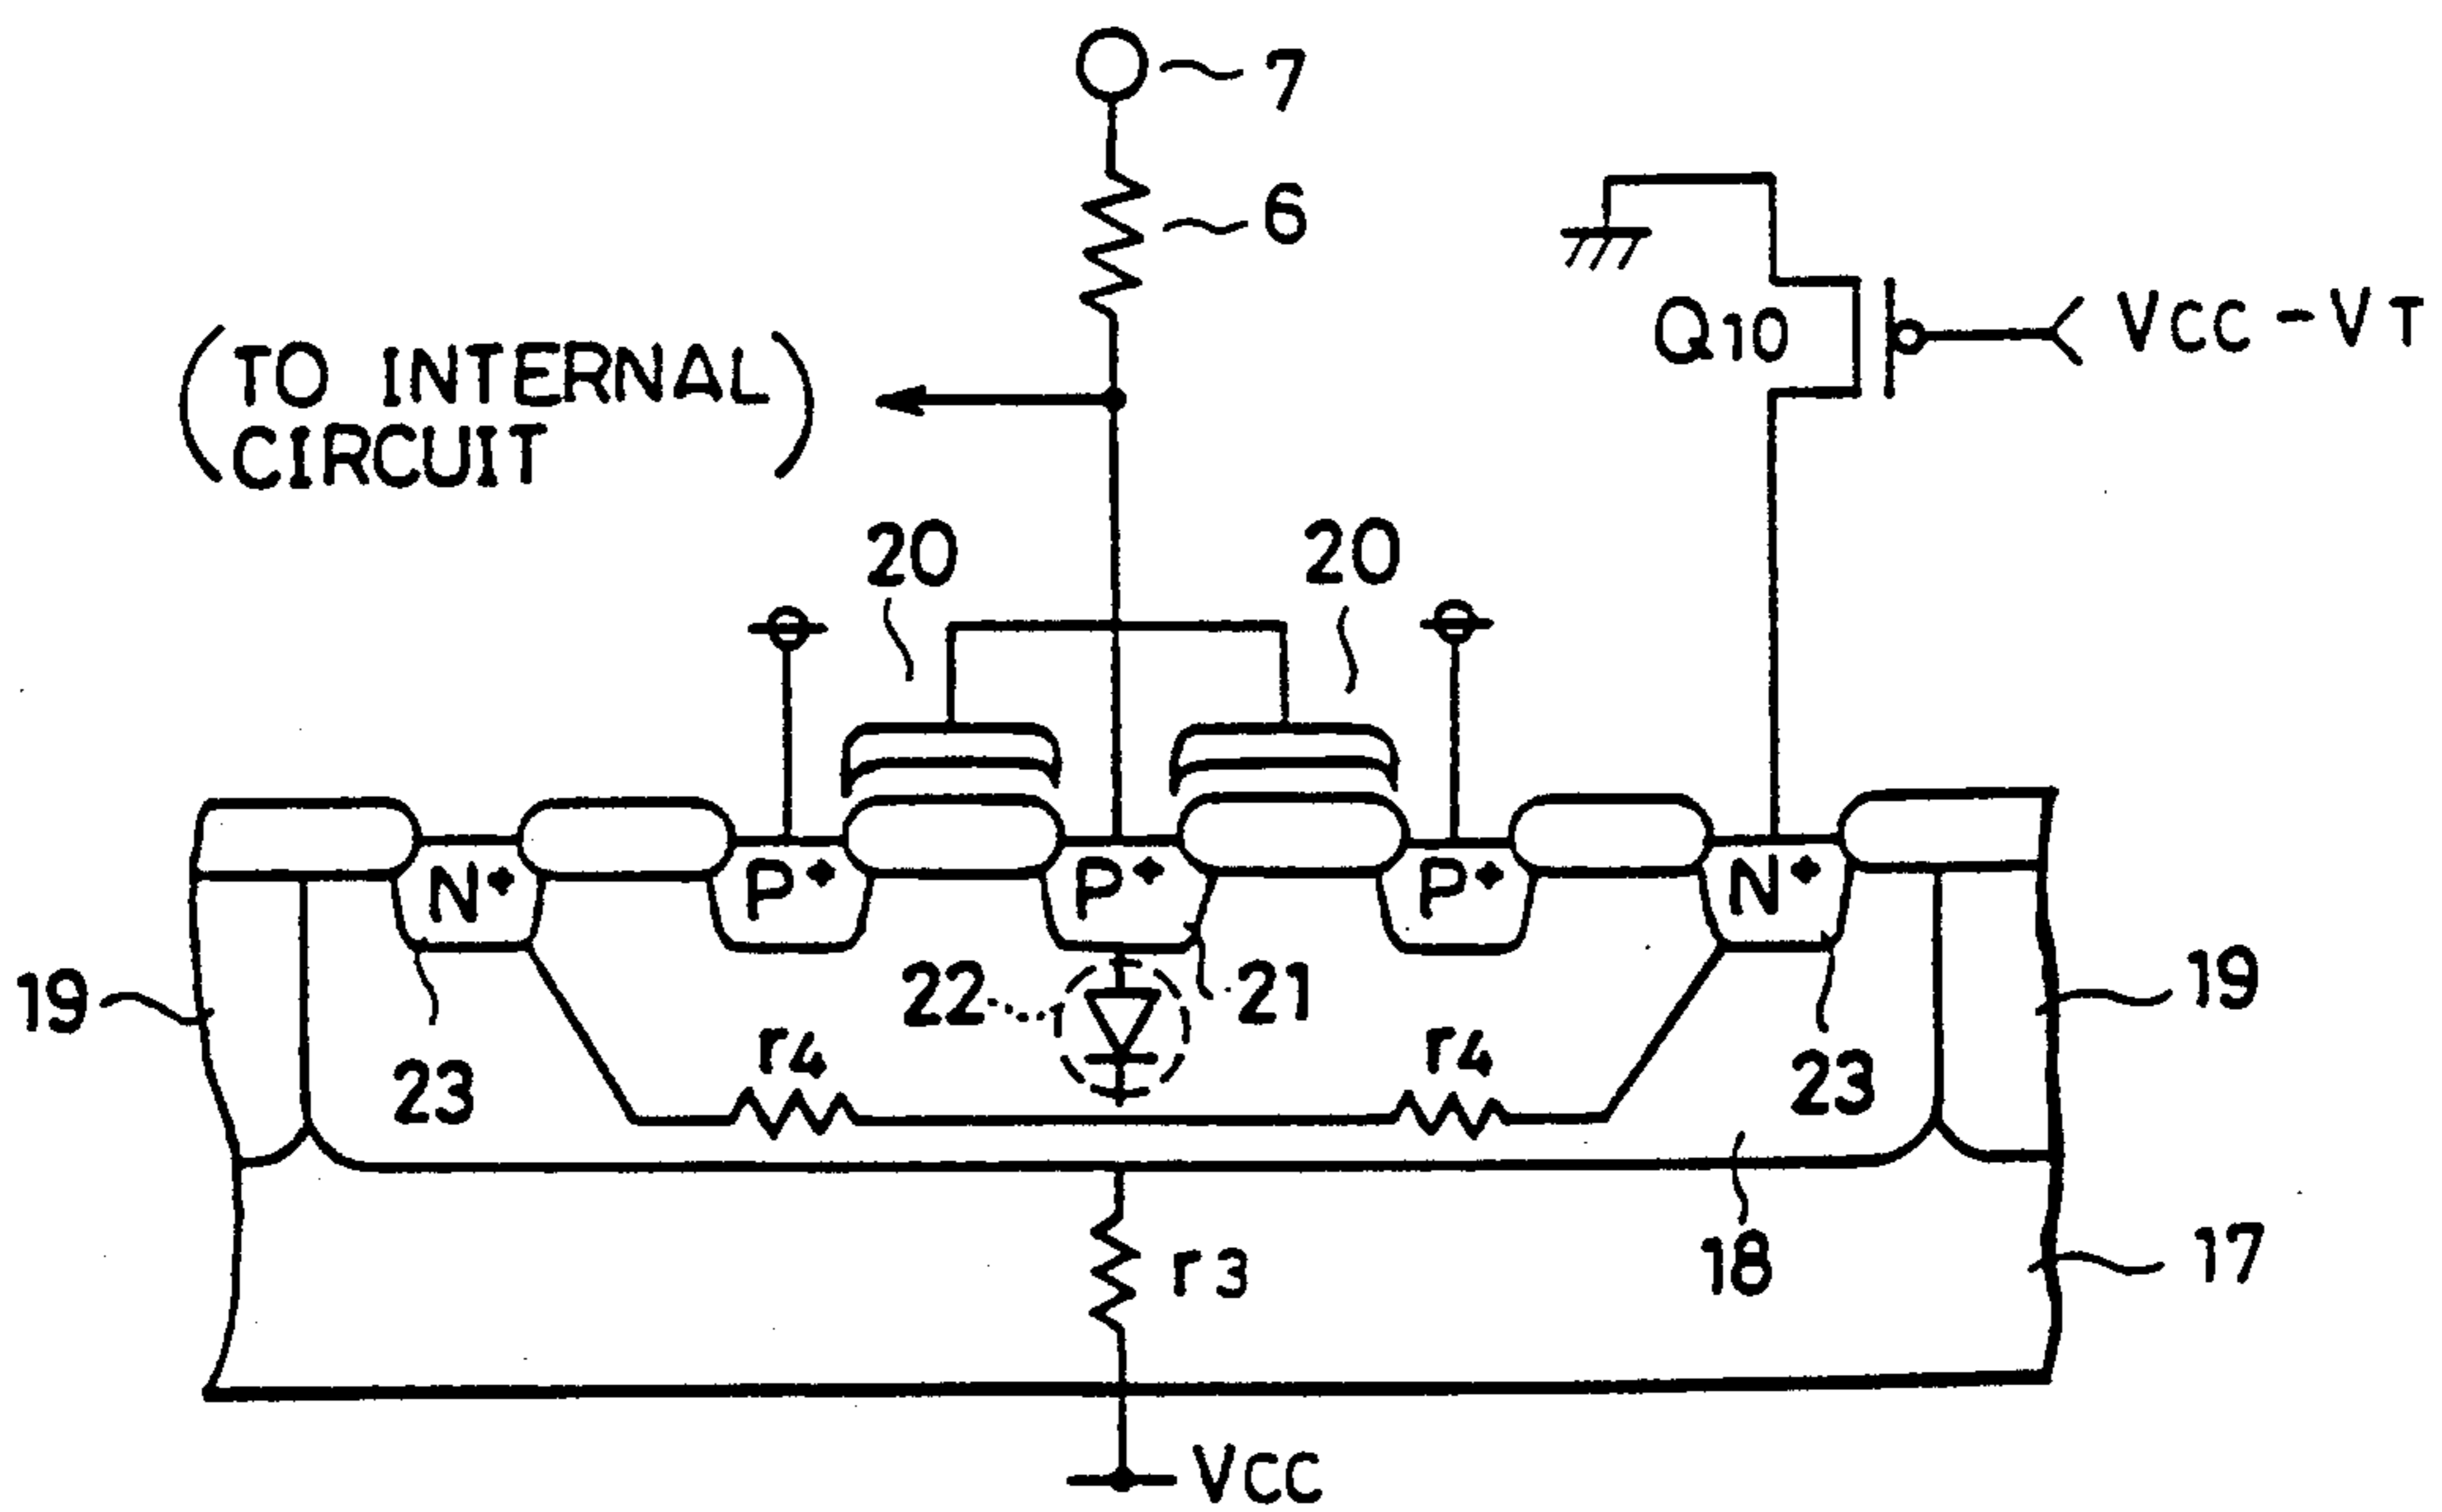 7
6
Q10
VCC-VT
(TO INTERNAL
CIRCUIT)
20
20
N+
P+
P+
P+
N+
19
22
21
19
r4
r4
23
23
r3
18
17
VCC